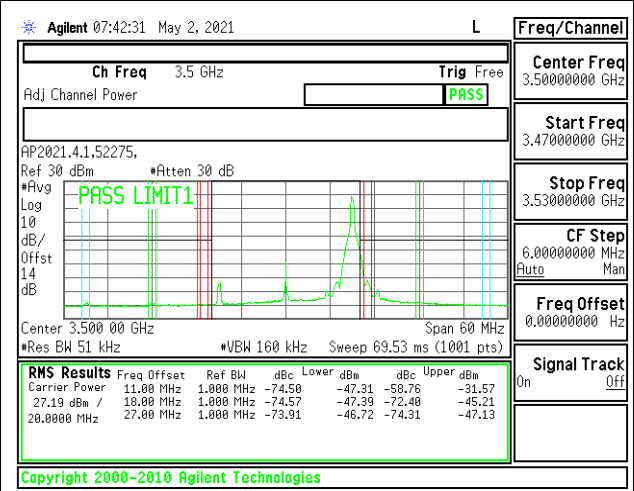 Agilent 07:42:31 May 2, 2021 L
Freq/Channel
Ch Freq 3.5 GHz Trig Free
Adj Channel Power PASS
Center Freq
3.50000000 GHz
Start Freq
3.47000000 GHz
Stop Freq
3.53000000 GHz
CF Step
6.00000000 MHz
Auto Man
Freq Offset
0.00000000 Hz
Signal Track
On Off
AP2021.4.1,52275,
Ref 30 dBm #Atten 30 dB
#Avg
Log
10
dB/
Offst
14
dB
PASS LIMIT1
Center 3.500 00 GHz Span 60 MHz
#Res BW 51 kHz #VBW 160 kHz Sweep 69.53 ms (1001 pts)
RMS Results Freq Offset Ref BW dBc Lower dBm dBc Upper dBm
Carrier Power 11.00 MHz 1.000 MHz -74.50 -47.31 -58.76 -31.57
27.19 dBm / 18.00 MHz 1.000 MHz -74.57 -47.39 -72.40 -45.21
20.0000 MHz 27.00 MHz 1.000 MHz -73.91 -46.72 -74.31 -47.13
Copyright 2000-2010 Agilent Technologies